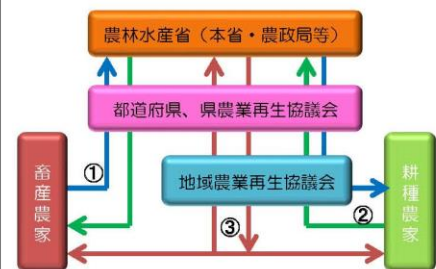 農林水産省（本省・農政局等）
都道府県、県農業再生協議会
①
地域農業再生協議会
畜産農家
耕種農家
②
③